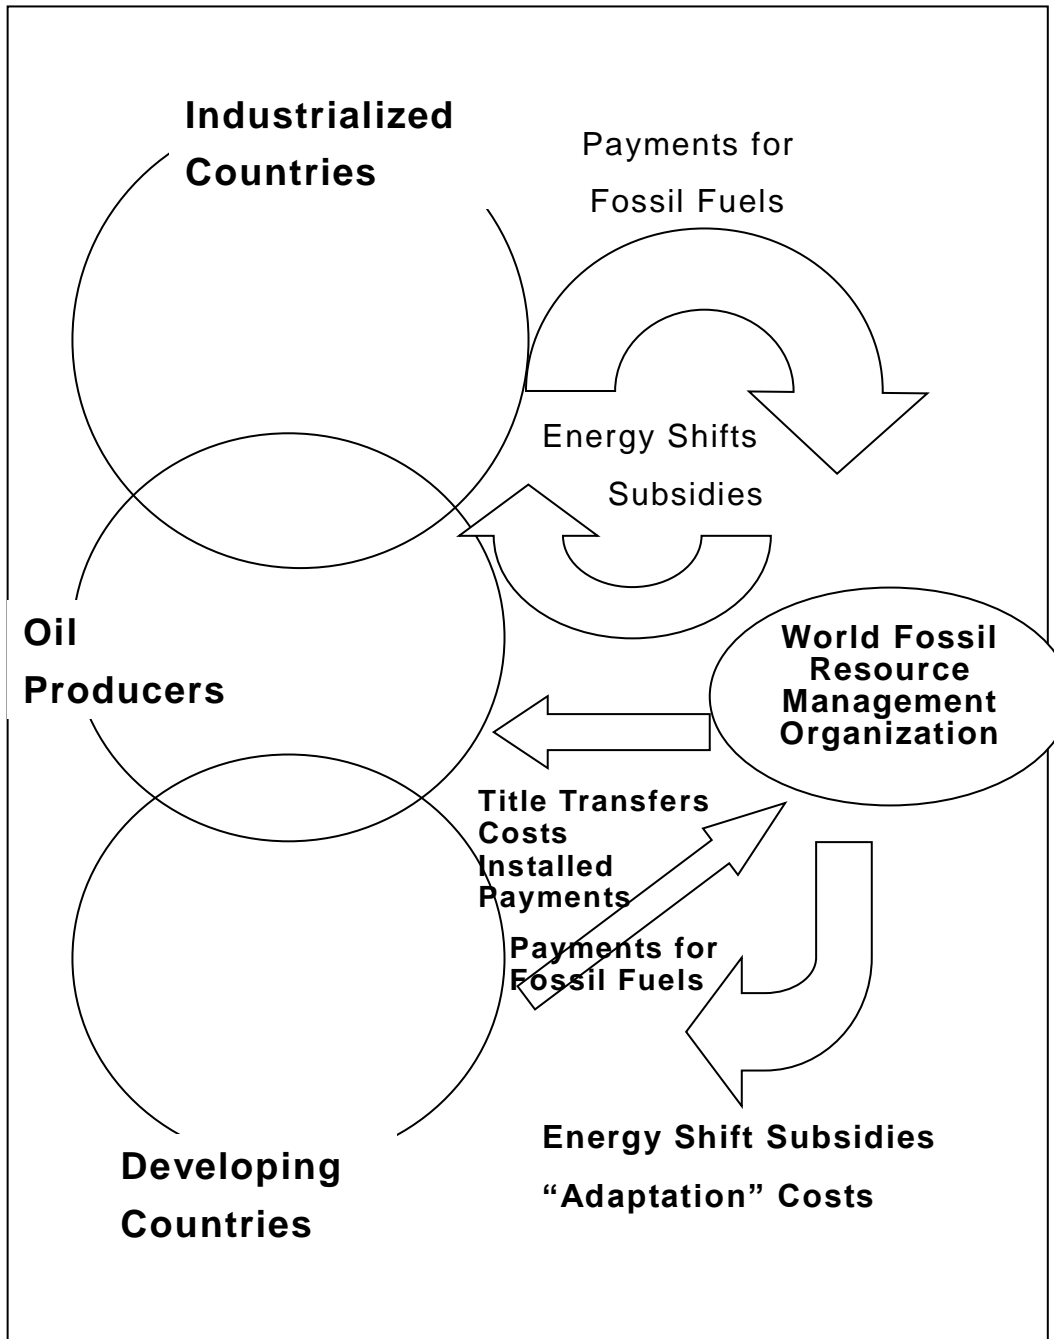 Industrialized
Countries
Payments for
Fossil Fuels
Energy Shifts
Subsidies
Oil
Producers
World Fossil
Resource
Management
Organization
Title Transfers
Costs
Installed
Payments
Payments for
Fossil Fuels
Energy Shift Subsidies
“Adaptation” Costs
Developing
Countries